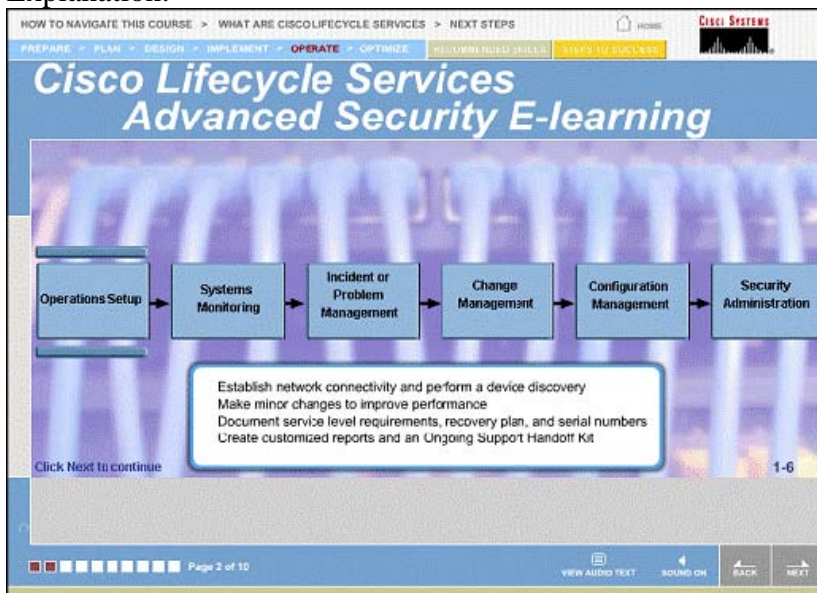 Explanation:
HOW TO NAVIGATE THIS COURSE > WHAT ARE CISCO LIFECYCLE SERVICES > NEXT STEPS
HOME
CISCO SYSTEMS
PREPARE > PLAN > DESIGN > IMPLEMENT > OPERATE > OPTIMIZE
RECOMMENDED SKILLS
STEPS TO SUCCESS
Cisco Lifecycle Services
Advanced Security E-learning
Operations Setup
Systems
Monitoring
Incident or
Problem
Management
Change
Management
Configuration
Management
Security
Administration
Establish network connectivity and perform a device discovery
Make minor changes to improve performance
Document service level requirements, recovery plan, and serial numbers
Create customized reports and an Ongoing Support Handoff Kit
Click Next to continue
1-6
Page 2 of 10
VIEW AUDIO TEXT
SOUND ON
BACK
NEXT